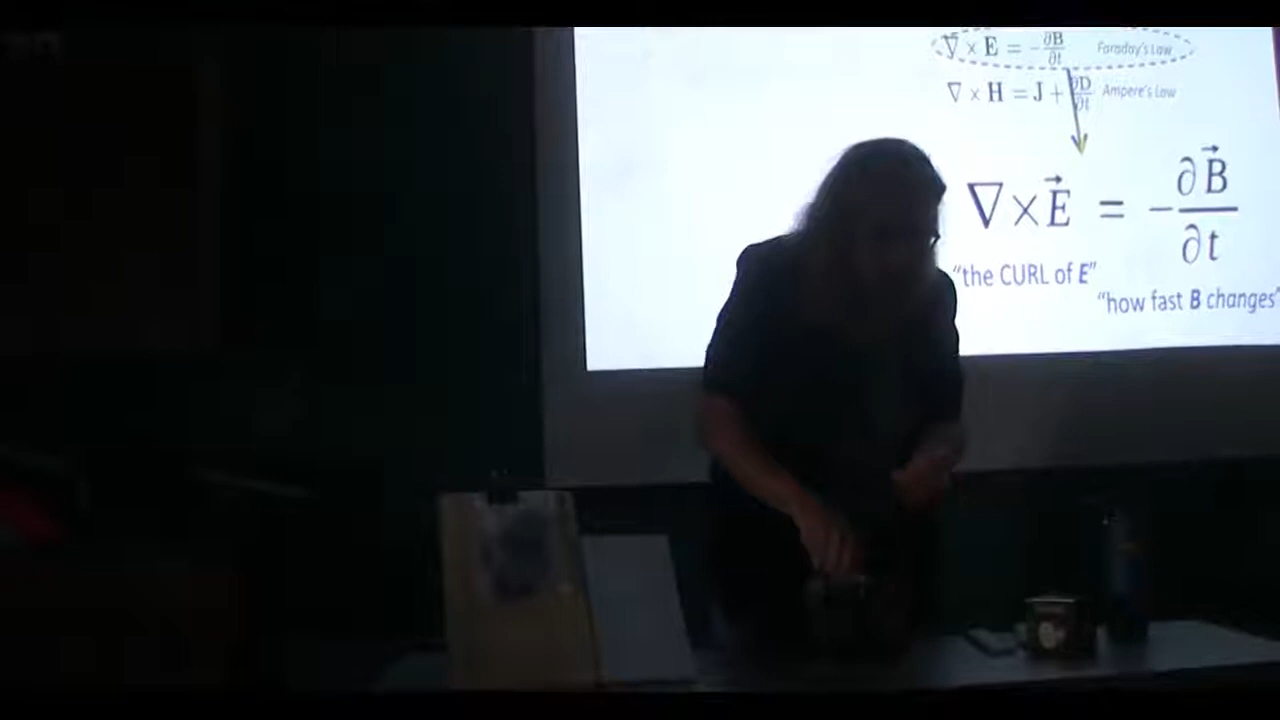 ∇ × E = −∂B/∂t Faraday's Law
∇ × H = J + ∂D/∂t Ampere's Law
∇×E⃗ = −∂B⃗/∂t
"the CURL of E"
"how fast B changes"